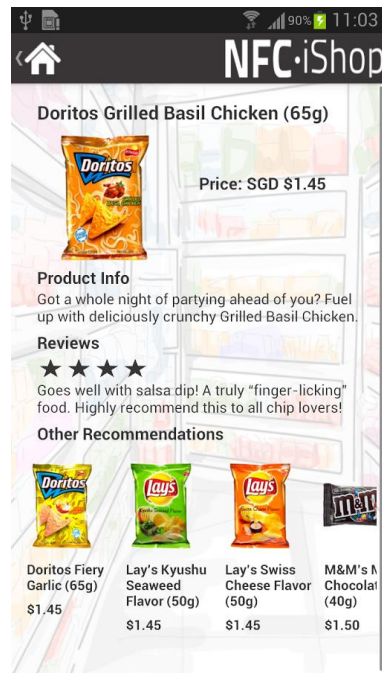 90% 11:03
NFC·iShop
Doritos Grilled Basil Chicken (65g)
Doritos
Price: SGD $1.45
Product Info
Got a whole night of partying ahead of you? Fuel
up with deliciously crunchy Grilled Basil Chicken.
Reviews
Goes well with salsa dip! A truly “finger-licking”
food. Highly recommend this to all chip lovers!
Other Recommendations
Doritos
Lay's
Lay's
m&m's
Doritos Fiery
Garlic (65g)
$1.45
Lay's Kyushu
Seaweed
Flavor (50g)
$1.45
Lay's Swiss
Cheese Flavor
(50g)
$1.45
M&M's
Chocolat
(40g)
$1.50